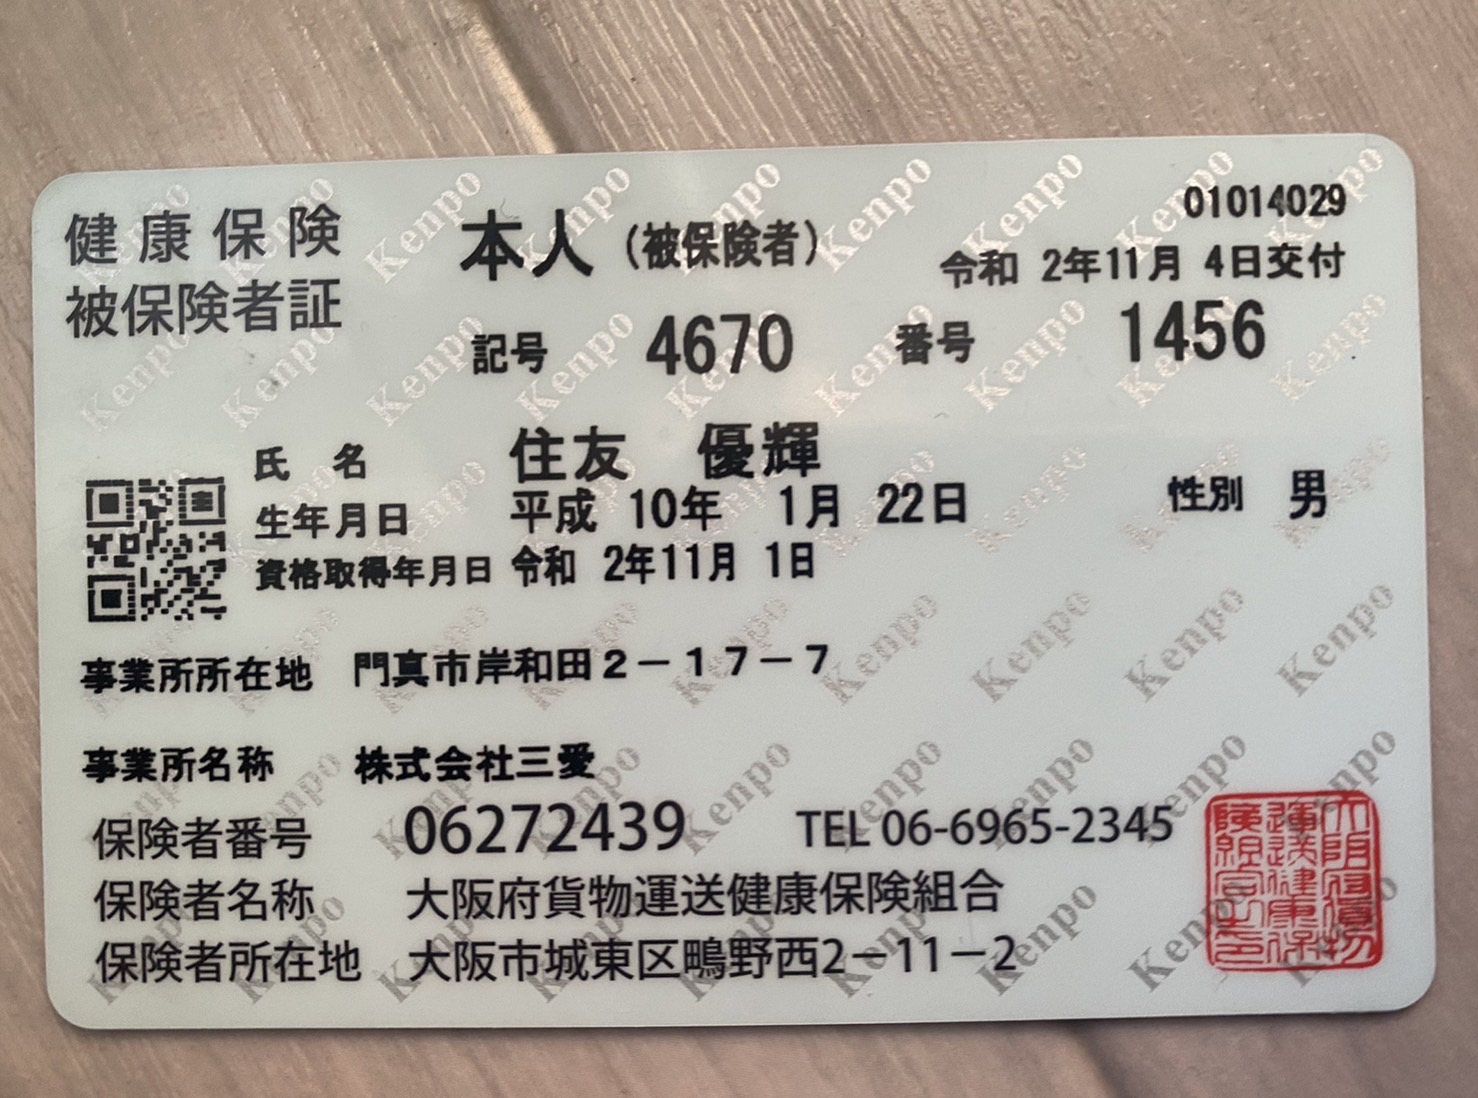 健康保険
被保険者証
本人(被保険者)
01014029
令和 2年11月 4日交付
記号 4670 番号 1456
氏名 住友 優輝
生年月日 平成 10年 1月 22日 性別 男
資格取得年月日 令和 2年11月 1日
事業所所在地 門真市岸和田2-17-7
事業所名称 株式会社三愛
保険者番号 06272439 TEL 06-6965-2345
保険者名称 大阪府貨物運送健康保険組合
保険者所在地 大阪市城東区鴫野西2-11-2
Kenpo